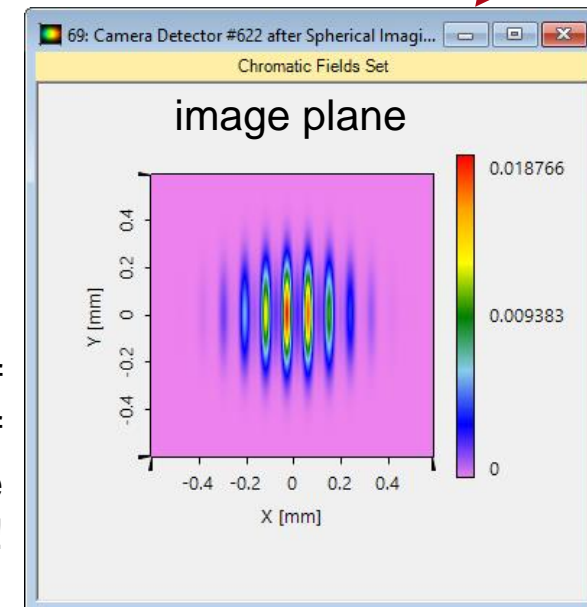 69: Camera Detector #622 after Spherical Imagi...
Chromatic Fields Set
image plane
0.018766
0.009383
0
Y [mm]
0.4
0.2
0
-0.2
-0.4
-0.4 -0.2 0 0.2 0.4
X [mm]